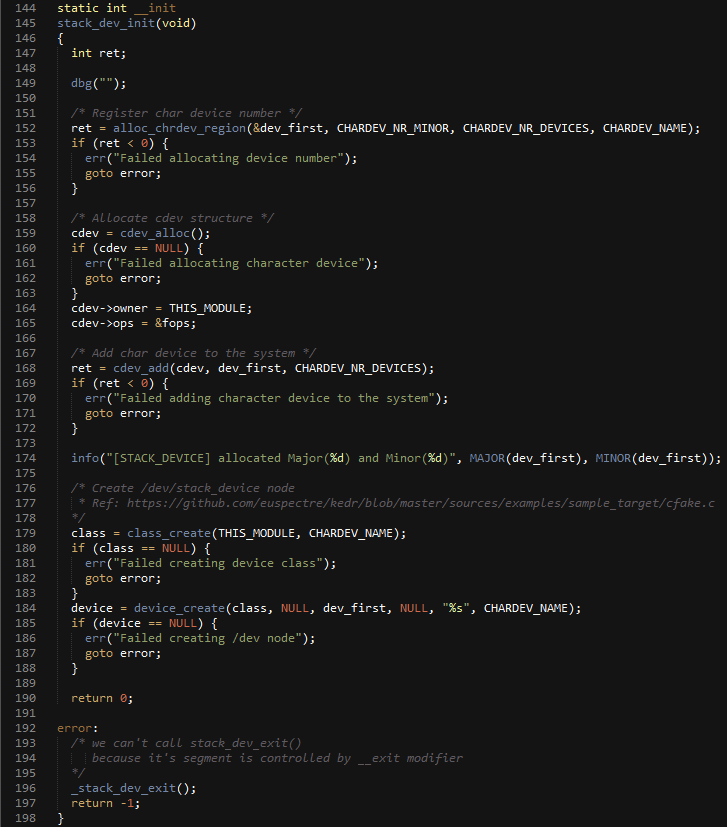 144 static int __init
145 stack_dev_init(void)
146 {
147   int ret;
148
149   dbg("");
150
151   /* Register char device number */
152   ret = alloc_chrdev_region(&dev_first, CHARDEV_NR_MINOR, CHARDEV_NR_DEVICES, CHARDEV_NAME);
153   if (ret < 0) {
154     err("Failed allocating device number");
155     goto error;
156   }
157
158   /* Allocate cdev structure */
159   cdev = cdev_alloc();
160   if (cdev == NULL) {
161     err("Failed allocating character device");
162     goto error;
163   }
164   cdev->owner = THIS_MODULE;
165   cdev->ops = &fops;
166
167   /* Add char device to the system */
168   ret = cdev_add(cdev, dev_first, CHARDEV_NR_DEVICES);
169   if (ret < 0) {
170     err("Failed adding character device to the system");
171     goto error;
172   }
173
174   info("[STACK_DEVICE] allocated Major(%d) and Minor(%d)", MAJOR(dev_first), MINOR(dev_first));
175
176   /* Create /dev/stack_device node
177    * Ref: https://github.com/euspectre/kedr/blob/master/sources/examples/sample_target/cfake.c
178   */
179   class = class_create(THIS_MODULE, CHARDEV_NAME);
180   if (class == NULL) {
181     err("Failed creating device class");
182     goto error;
183   }
184   device = device_create(class, NULL, dev_first, NULL, "%s", CHARDEV_NAME);
185   if (device == NULL) {
186     err("Failed creating /dev node");
187     goto error;
188   }
189
190   return 0;
191
192 error:
193   /* we can't call stack_dev_exit()
194      because it's segment is controlled by __exit modifier
195   */
196   _stack_dev_exit();
197   return -1;
198 }